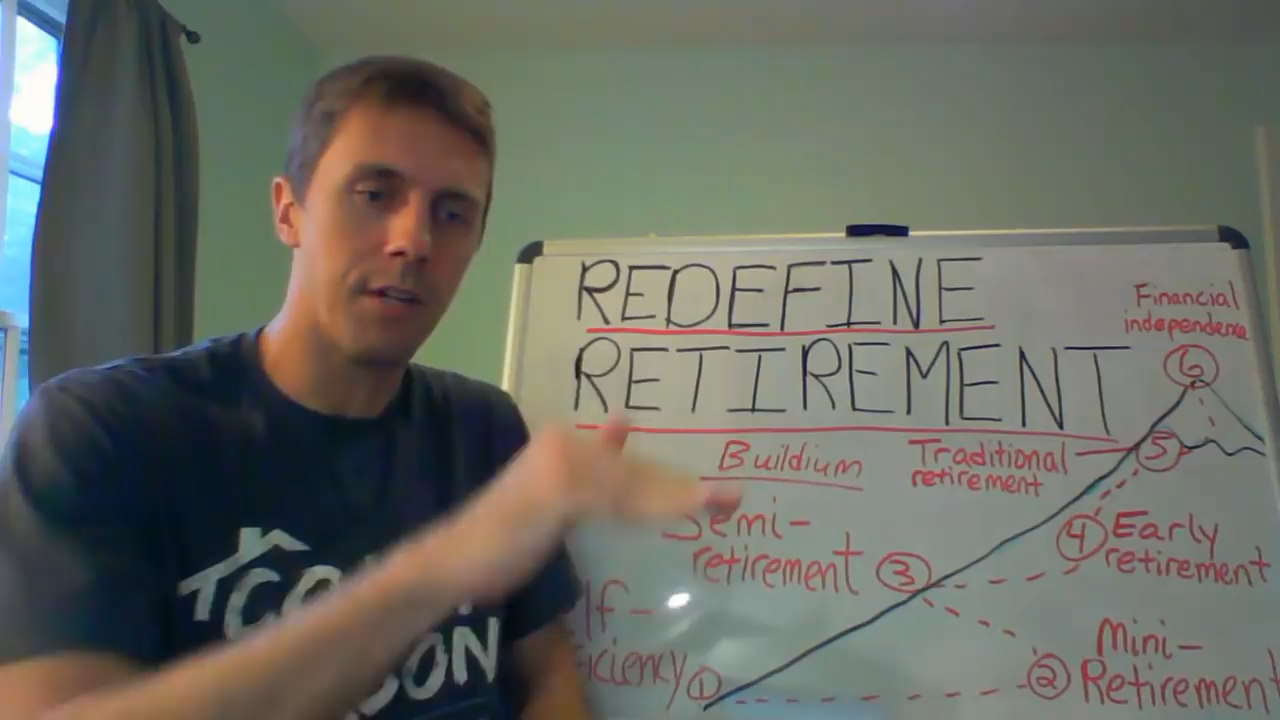 REDEFINE
RETIREMENT
Financial
independence
6
Buildium
Traditional
retirement
5
Semi-
retirement
3
4
Early
retirement
1
2
Mini-
Retirement